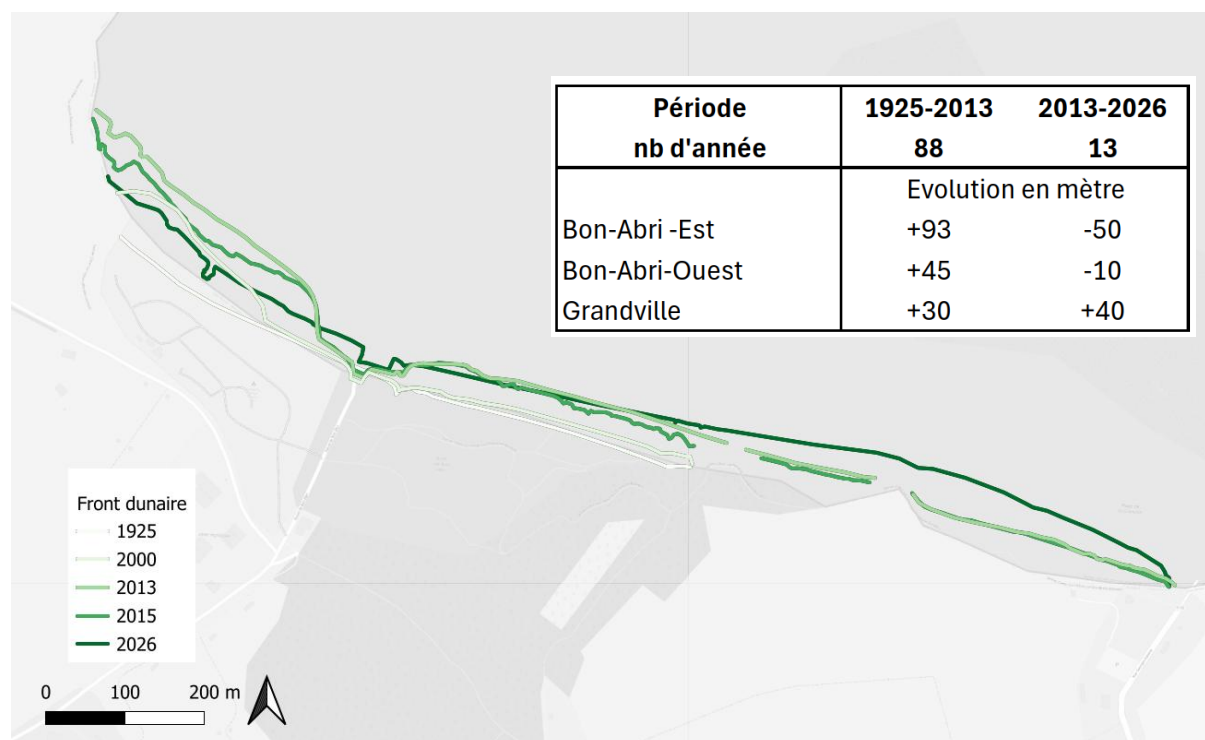 Période 1925-2013 2013-2026
nb d'année 88 13
Evolution en mètre
Bon-Abri -Est +93 -50
Bon-Abri-Ouest +45 -10
Grandville +30 +40
Front dunaire
1925
2000
2013
2015
2026
0 100 200 m